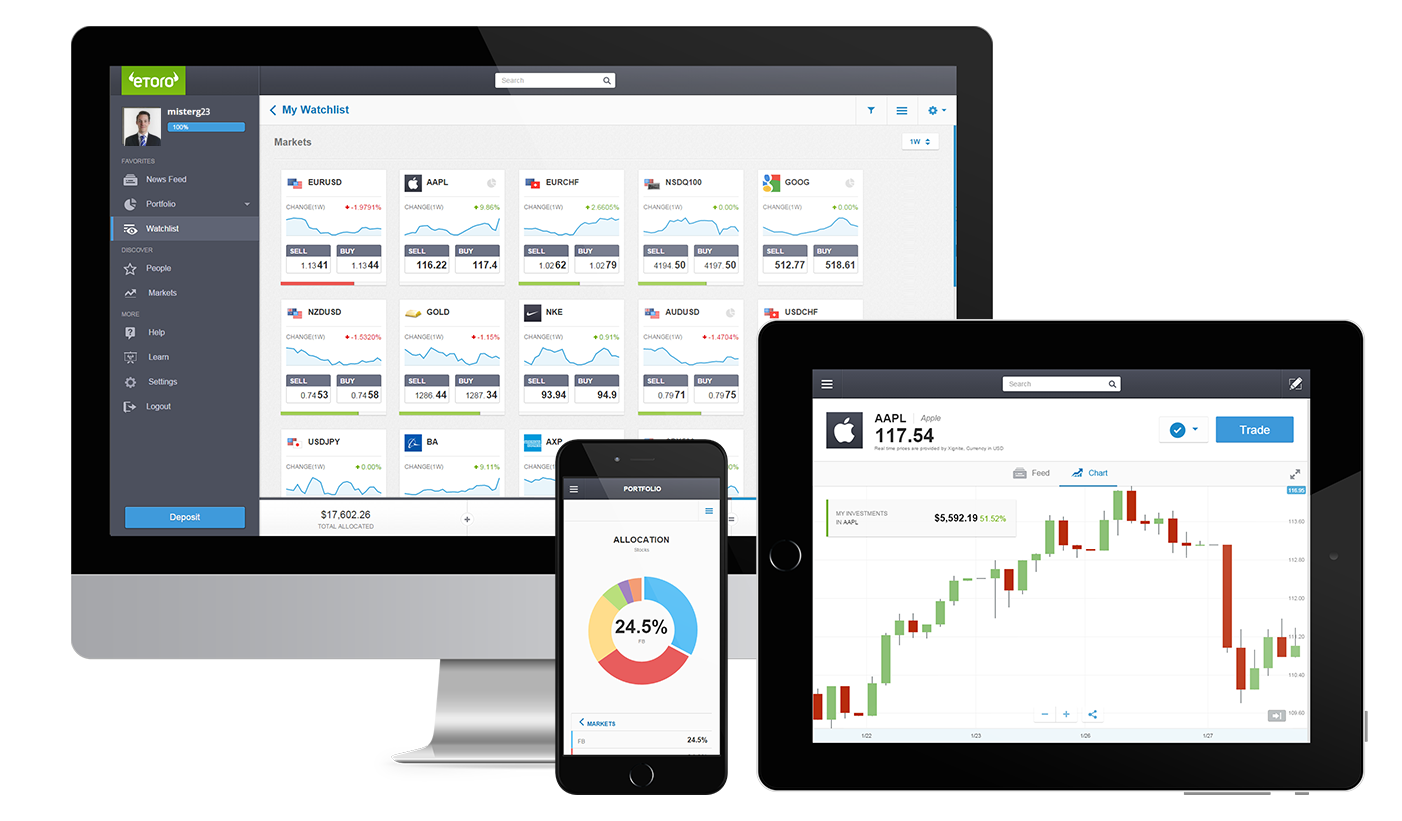 eToro
Search
misterg23
100%
My Watchlist
FAVORITES
News Feed
Portfolio
Watchlist
DISCOVER
People
Markets
MORE
Help
Learn
Settings
Logout
Deposit
Markets
1W
EURUSD
CHANGE(1W) -1.9791%
SELL BUY
1.1341 1.1344
AAPL
CHANGE(1W) 9.86%
SELL BUY
116.22 117.4
EURCHF
CHANGE(1W) 2.6605%
SELL BUY
1.0262 1.0279
NSDQ100
CHANGE(1W) 0.00%
SELL BUY
4194.50 4197.50
GOOG
CHANGE(1W) 0.00%
SELL BUY
512.77 518.61
NZDUSD
CHANGE(1W) -1.5320%
SELL BUY
0.7453 0.7458
GOLD
CHANGE(1W) -1.15%
SELL BUY
1286.44 1287.34
NKE
CHANGE(1W) 0.91%
SELL BUY
93.94 94.9
AUDUSD
CHANGE(1W) -1.4704%
SELL BUY
0.7971 0.7975
USDCHF
USDJPY
CHANGE(1W) 0.00%
BA
CHANGE(1W) 9.11%
AXP
$17,602.26
TOTAL ALLOCATED
PORTFOLIO
ALLOCATION
Stocks
24.5%
FB
MARKETS
FB 24.5%
Search
AAPL Apple
117.54
Real time prices are provided by Xignite, Currency in USD
Trade
Feed
Chart
MY INVESTMENTS
IN AAPL
$5,592.19 51.52%
113.60
112.80
112.00
111.20
110.40
109.60
1/22 1/23 1/26 1/27